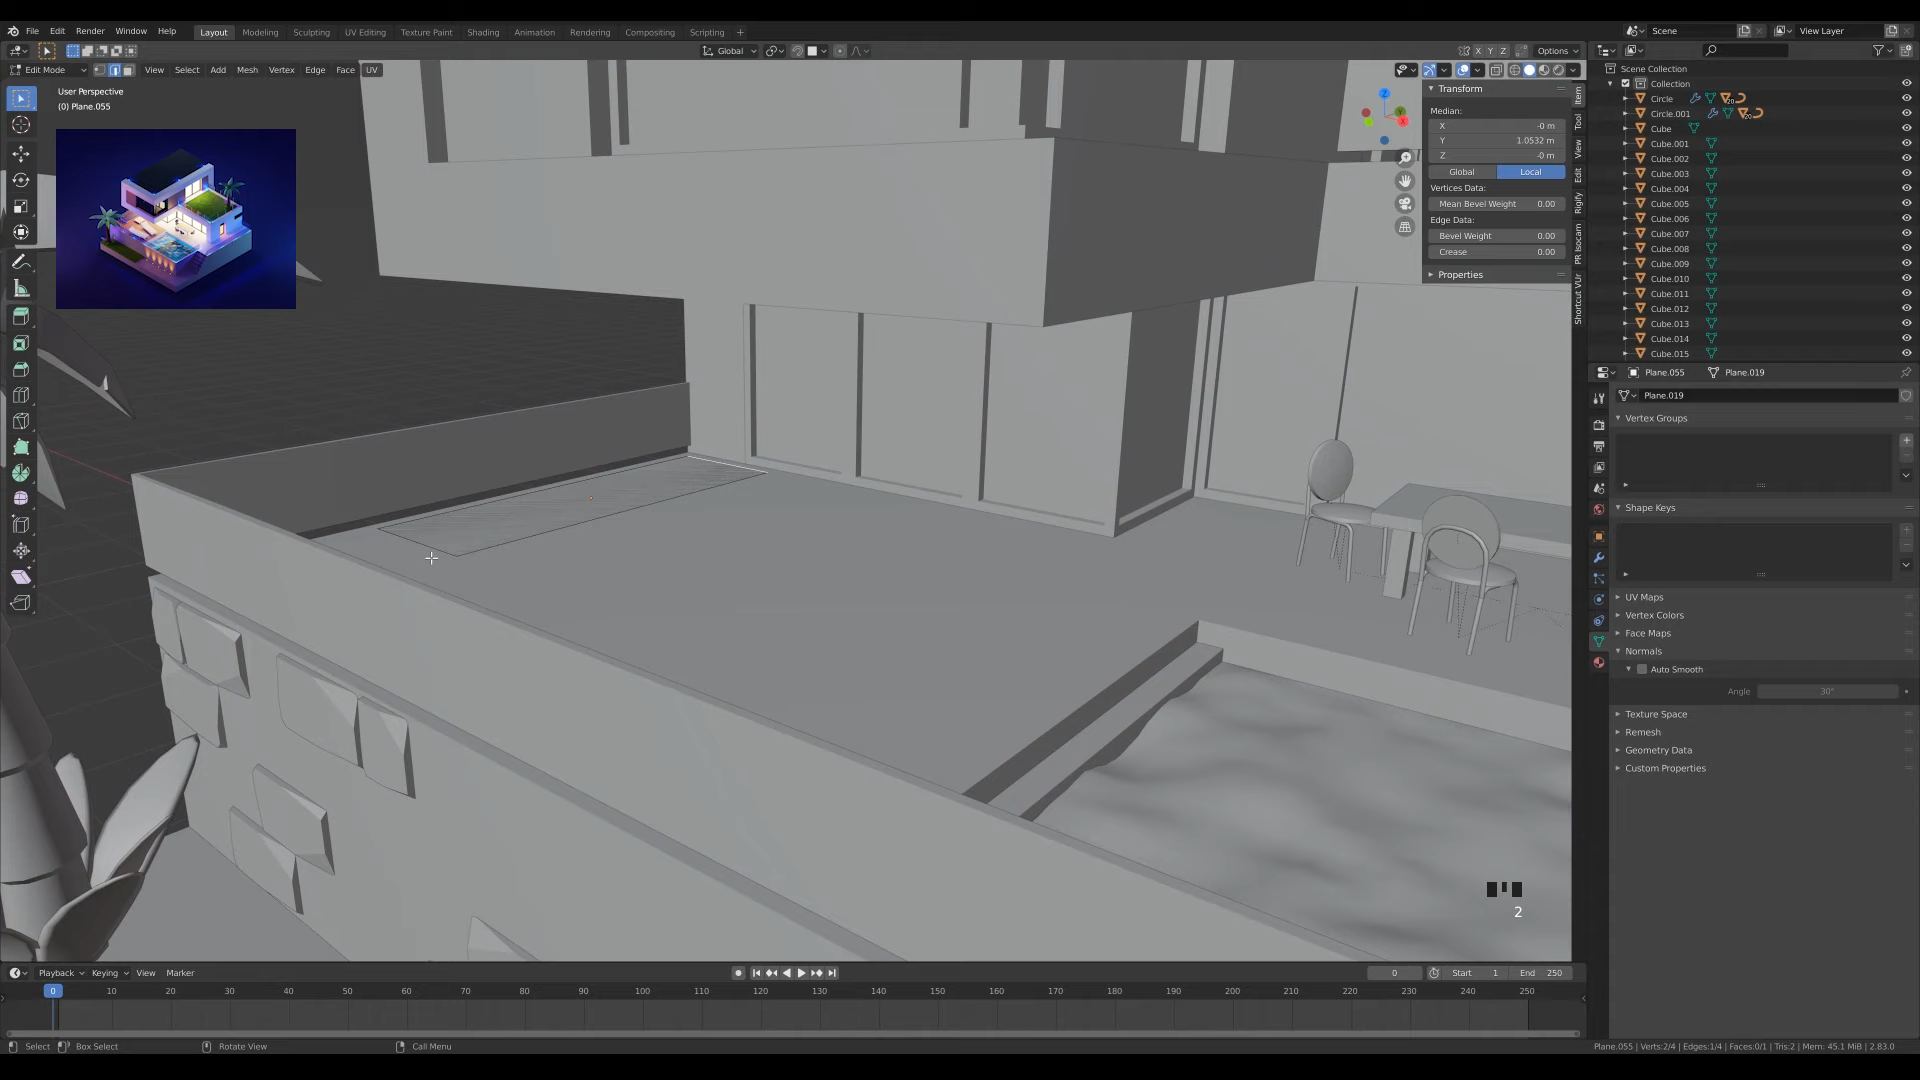 File Edit Render Window Help Layout Modeling Sculpting UV Editing Texture Paint Shading Animation Rendering Compositing Scripting + Scene View Layer
Global X Y Z Options
Edit Mode View Select Add Mesh Vertex Edge Face UV
User Perspective
(0) Plane.055
Transform
Median:
X -0 m
Y 1.0532 m
Z -0 m
Global Local
Vertices Data:
Mean Bevel Weight 0.00
Edge Data:
Bevel Weight 0.00
Crease 0.00
Properties
Item
Tool
View
Edit
Rigify
PR Isocam
Shortcut VUr
Z
Y
X
Scene Collection
Collection
Circle
Circle.001
Cube
Cube.001
Cube.002
Cube.003
Cube.004
Cube.005
Cube.006
Cube.007
Cube.008
Cube.009
Cube.010
Cube.011
Cube.012
Cube.013
Cube.014
Cube.015
Plane.055 Plane.019
Plane.019
Vertex Groups
Shape Keys
UV Maps
Vertex Colors
Face Maps
Normals
Auto Smooth
Angle 30°
Texture Space
Remesh
Geometry Data
Custom Properties
2
Playback Keying View Marker 0 Start 1 End 250
0 10 20 30 40 50 60 70 80 90 100 110 120 130 140 150 160 170 180 190 200 210 220 230 240 250
Select Box Select Rotate View Call Menu Plane.055 | Verts:2/4 | Edges:1/4 | Faces:0/1 | Tris:2 | Mem: 45.1 MiB | 2.83.0